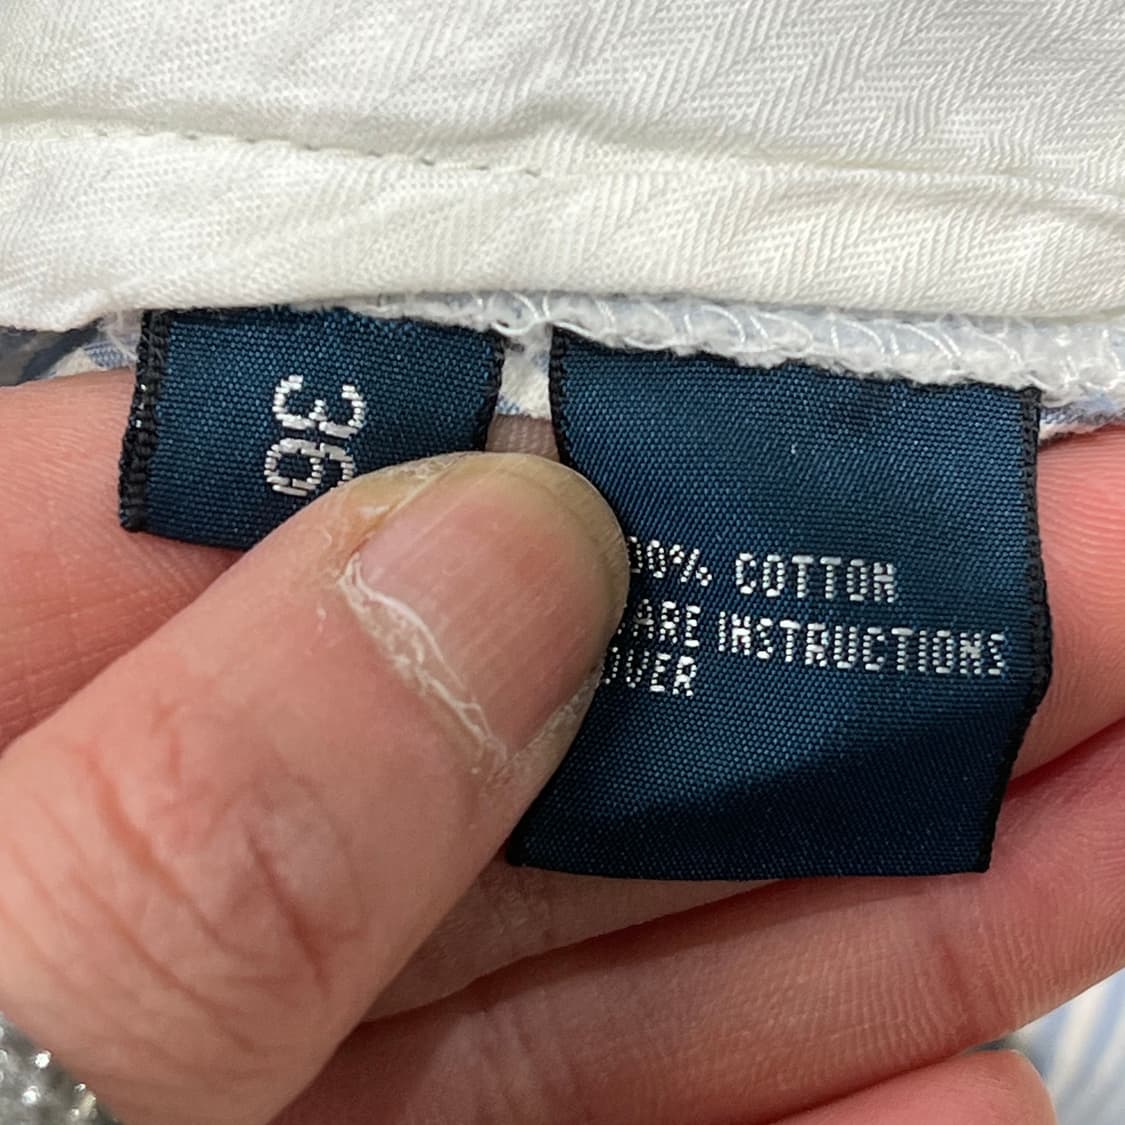 36
00% COTTON
ARE INSTRUCTIONS
OVER